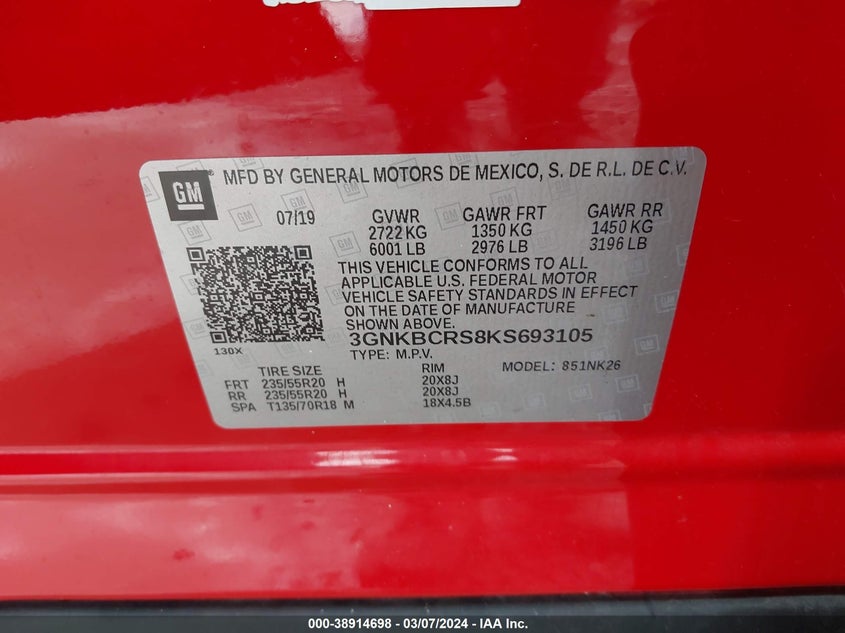 GM
MFD BY GENERAL MOTORS DE MEXICO, S. DE R.L. DE C.V.
07/19 GVWR GAWR FRT GAWR RR
2722 KG 1350 KG 1450 KG
6001 LB 2976 LB 3196 LB
THIS VEHICLE CONFORMS TO ALL
APPLICABLE U.S. FEDERAL MOTOR
VEHICLE SAFETY STANDARDS IN EFFECT
ON THE DATE OF MANUFACTURE
SHOWN ABOVE.
130X
3GNKBCRS8KS693105
TYPE: M.P.V. MODEL: 851NK26
TIRE SIZE RIM
FRT 235/55R20 H 20X8J
RR 235/55R20 H 20X8J
SPA T135/70R18 M 18X4.5B
000-38914698 - 03/07/2024 - IAA Inc.